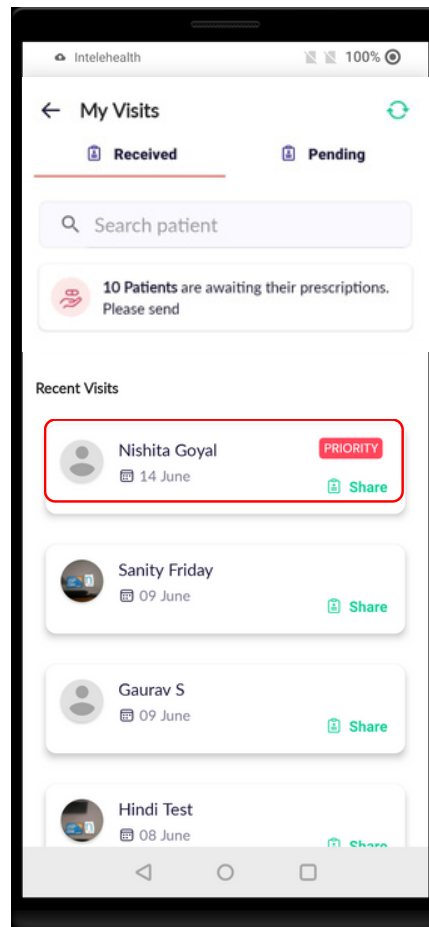 Intelehealth 100%
My Visits
Received Pending
Search patient
10 Patients are awaiting their prescriptions.
Please send
Recent Visits
Nishita Goyal PRIORITY
14 June
Share
Sanity Friday
09 June
Share
Gaurav S
09 June
Share
Hindi Test
08 June
Share